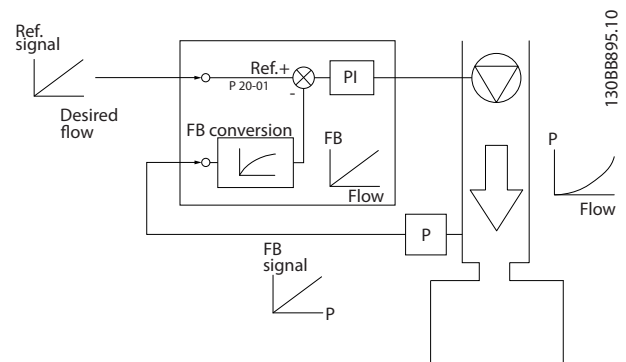 Ref.
signal
Desired
flow
Ref.+
P 20-01
-
PI
FB conversion
FB
Flow
P
FB
signal
P
P
Flow
130BB895.10